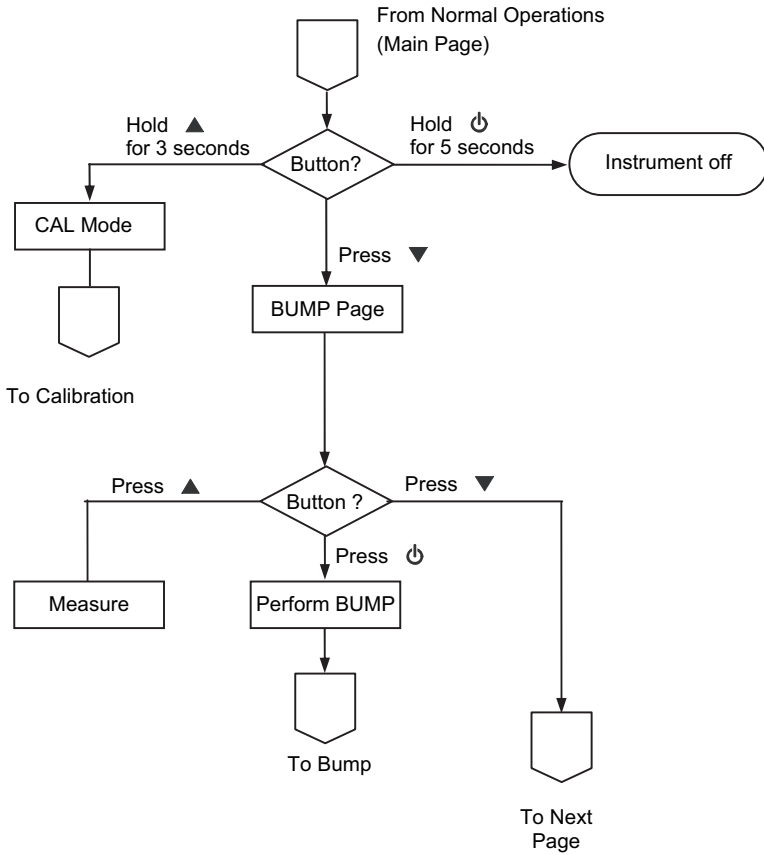 From Normal Operations
(Main Page)
Hold ▲
for 3 seconds
Button?
Hold ⏻
for 5 seconds
Instrument off
CAL Mode
Press ▼
BUMP Page
To Calibration
Press ▲
Button ?
Press ▼
Press ⏻
Measure
Perform BUMP
To Bump
To Next
Page